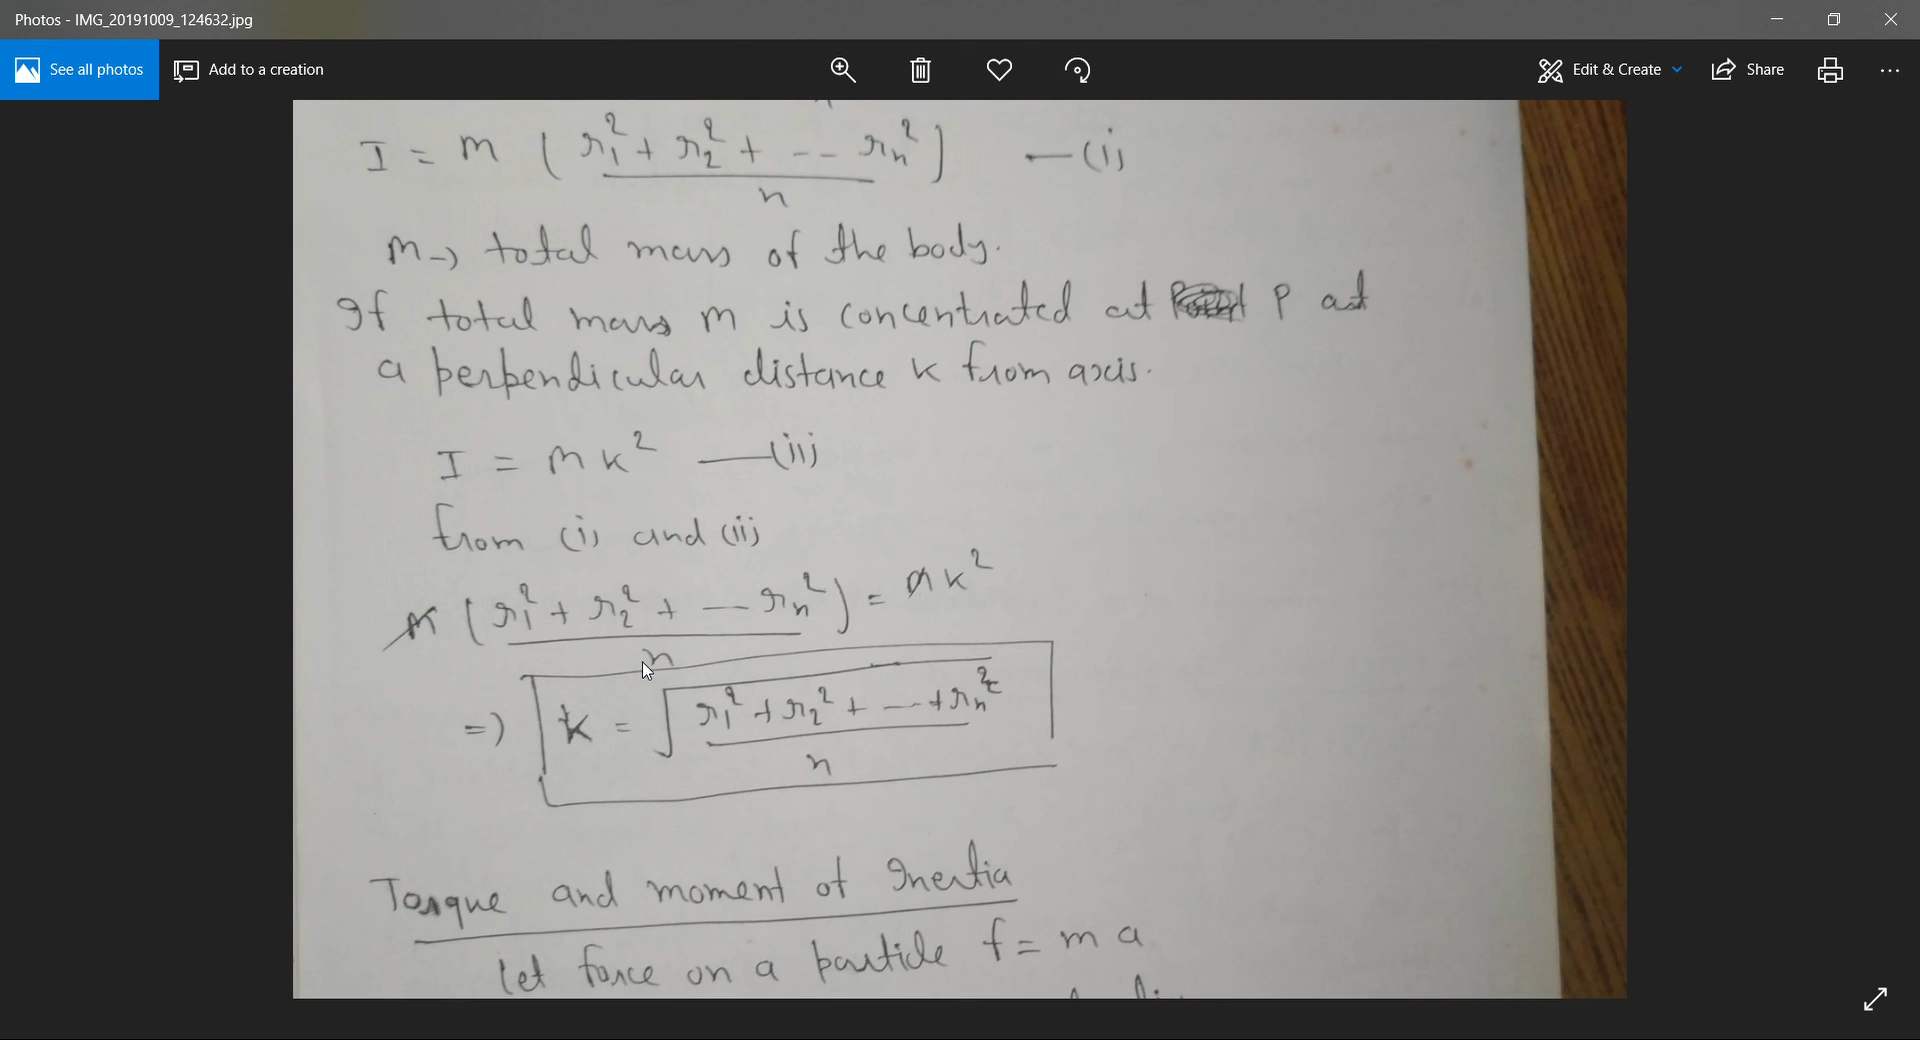 Photos - IMG_20191009_124632.jpg
See all photos
Add to a creation
Edit & Create
Share
I = M (r₁² + r₂² + -- rₙ²) —(i)
n
M → total mass of the body.
If total mass M is concentrated at P at
a perpendicular distance K from axis.
I = MK² —(ii)
from (i) and (ii)
M (r₁² + r₂² + -- rₙ²) = MK²
n
=> K = √(r₁² + r₂² + -- + rₙ²
n
Torque and moment of Inertia
let force on a particle f = ma